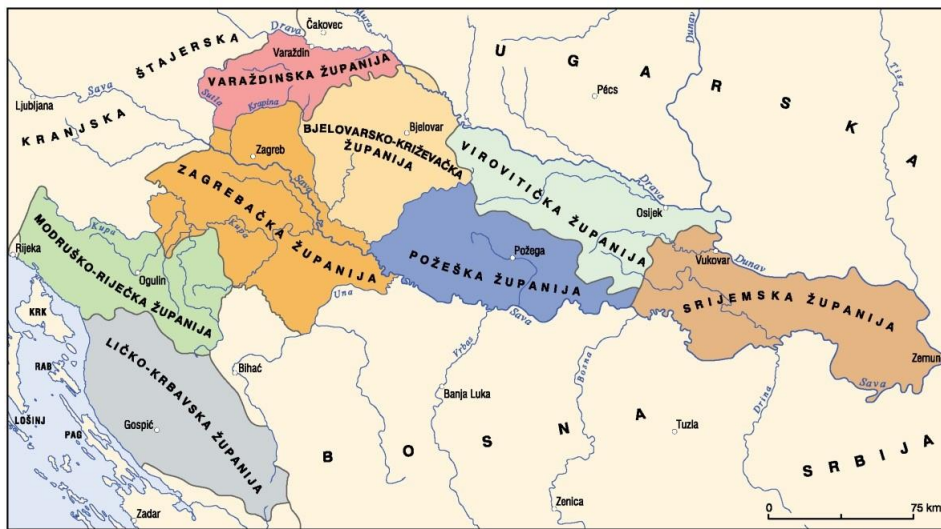 Čakovec
Drava
Mura
Varaždin
VARAŽDINSKA ŽUPANIJA
ŠTAJERSKA
Ljubljana
Sava
KRANJSKA
Sutla
Krapina
Zagreb
Sava
ZAGREBAČKA ŽUPANIJA
Kupa
BJELOVARSKO-KRIŽEVAČKA
ŽUPANIJA
Bjelovar
UGARSKA
Pécs
Dunav
Tisa
VIROVITIČKA ŽUPANIJA
Drava
Osijek
Požega
POŽEŠKA ŽUPANIJA
Sava
Vukovar
Dunav
SRIJEMSKA ŽUPANIJA
Zemun
Sava
Rijeka
Kupa
Ogulin
MODRUŠKO-RIJEČKA ŽUPANIJA
KRK
RAB
LOŠINJ
PAG
LIČKO-KRBAVSKA ŽUPANIJA
Gospić
Zadar
Una
Bihać
Vrbas
Banja Luka
BOSNA
Bosna
Tuzla
Zenica
Drina
SRBIJA
0 75 km